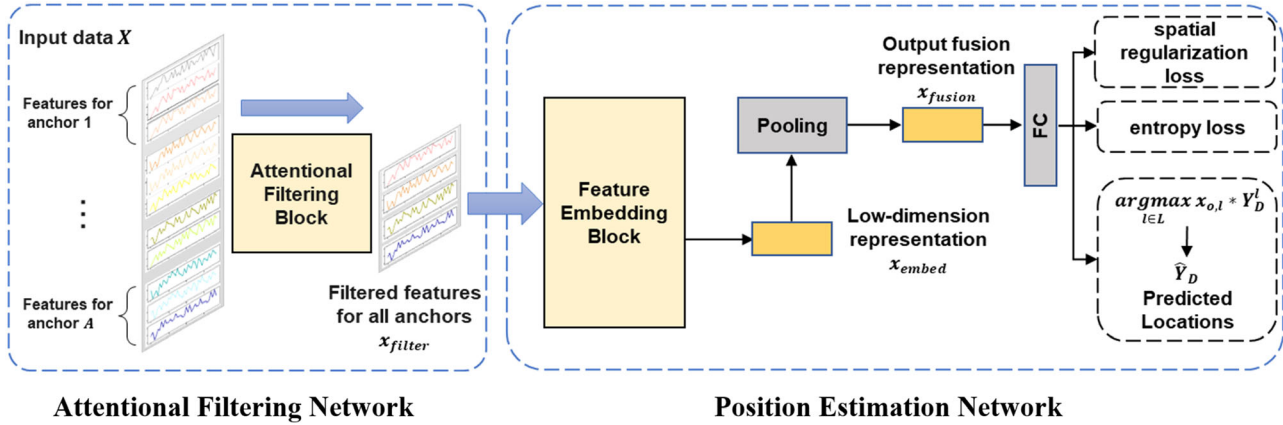 Input data X
Features for
anchor 1
⋮
Features for
anchor A
Attentional
Filtering
Block
Filtered features
for all anchors
x_filter
Attentional Filtering Network
Feature
Embedding
Block
Pooling
Low-dimension
representation
x_embed
Output fusion
representation
x_fusion
FC
spatial
regularization
loss
entropy loss
argmax x_{o,l} * Y_D^l
l∈L
Ŷ_D
Predicted
Locations
Position Estimation Network